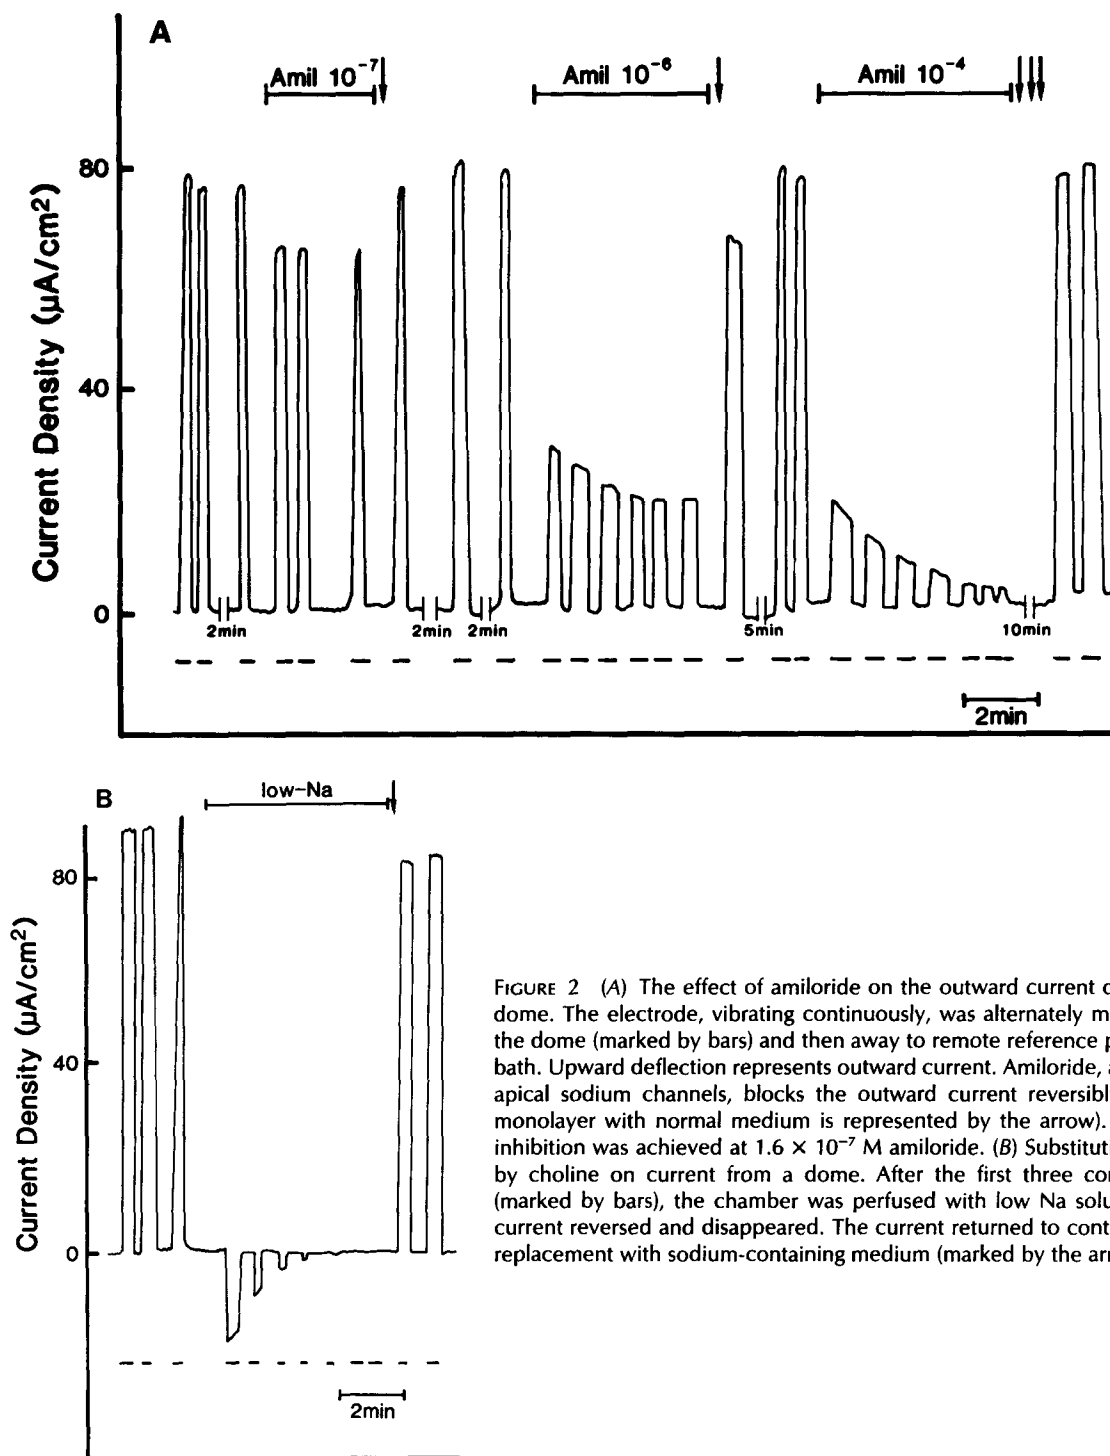 A
Amil 10⁻⁷
Amil 10⁻⁶
Amil 10⁻⁴
80
40
0
Current Density (µA/cm²)
2min
2min
2min
5min
10min
2min
B
low-Na
80
40
0
Current Density (µA/cm²)
2min
FIGURE 2 (A) The effect of amiloride on the outward current
dome. The electrode, vibrating continuously, was alternately
the dome (marked by bars) and then away to remote reference
bath. Upward deflection represents outward current. Amiloride,
apical sodium channels, blocks the outward current
monolayer with normal medium is represented by the arrow).
inhibition was achieved at 1.6 × 10⁻⁷ M amiloride. (B)
by choline on current from a dome. After the first three
(marked by bars), the chamber was perfused with low Na
current reversed and disappeared. The current returned to
replacement with sodium-containing medium (marked by the